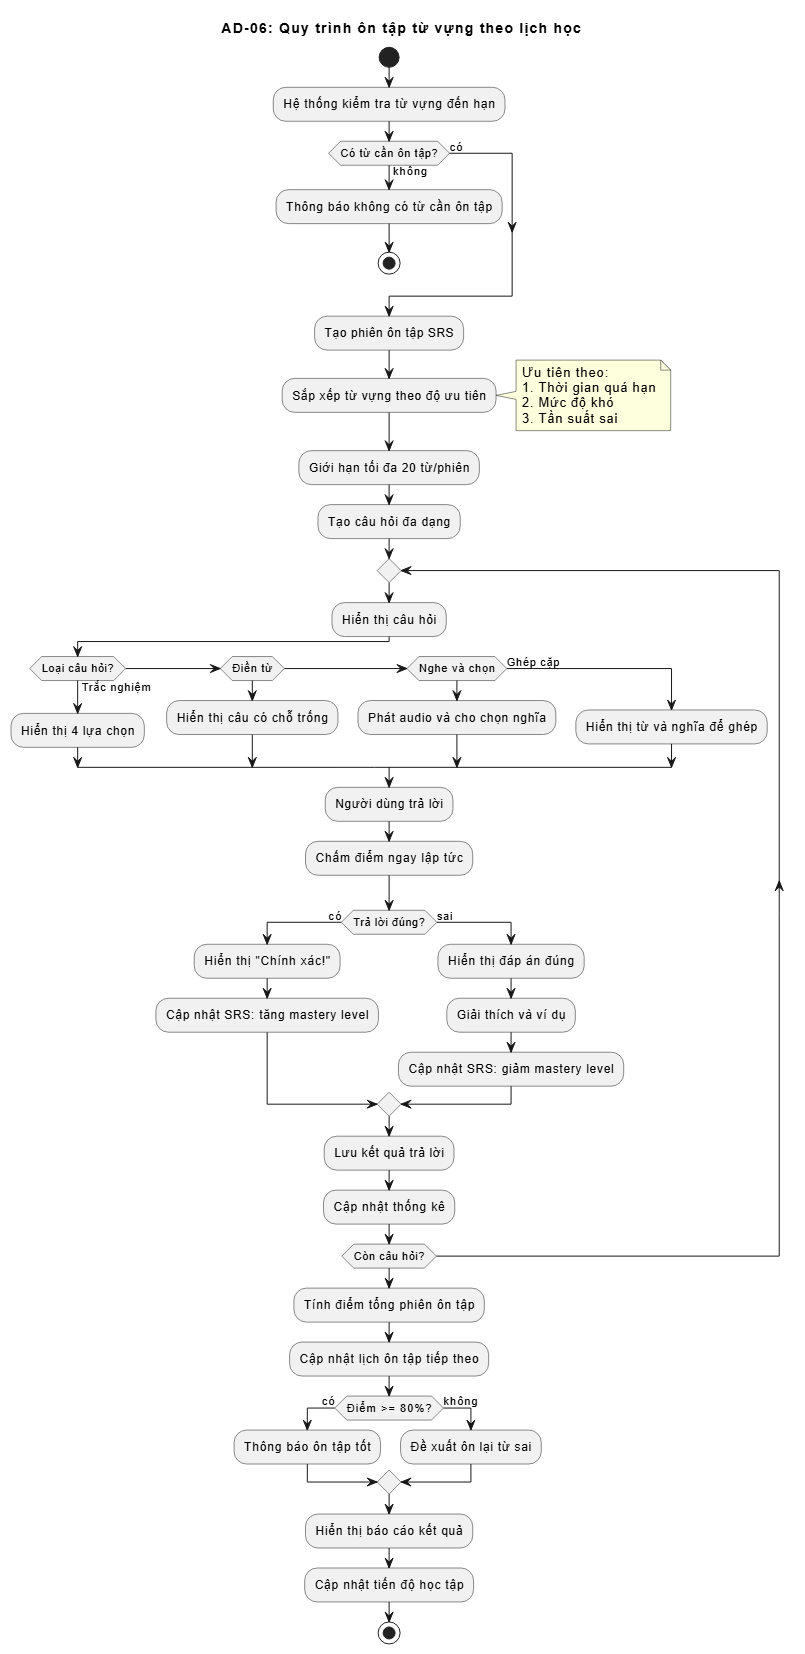 AD-06: Quy trình ôn tập từ vựng theo lịch học
Hệ thống kiểm tra từ vựng đến hạn
Có từ cần ôn tập?
có
không
Thông báo không có từ cần ôn tập
Tạo phiên ôn tập SRS
Sắp xếp từ vựng theo độ ưu tiên
Ưu tiên theo:
1. Thời gian quá hạn
2. Mức độ khó
3. Tần suất sai
Giới hạn tối đa 20 từ/phiên
Tạo câu hỏi đa dạng
Hiển thị câu hỏi
Loại câu hỏi?
Trắc nghiệm
Điền từ
Nghe và chọn
Ghép cặp
Hiển thị 4 lựa chọn
Hiển thị câu có chỗ trống
Phát audio và cho chọn nghĩa
Hiển thị từ và nghĩa để ghép
Người dùng trả lời
Chấm điểm ngay lập tức
Trả lời đúng?
có
sai
Hiển thị "Chính xác!"
Cập nhật SRS: tăng mastery level
Hiển thị đáp án đúng
Giải thích và ví dụ
Cập nhật SRS: giảm mastery level
Lưu kết quả trả lời
Cập nhật thống kê
Còn câu hỏi?
Tính điểm tổng phiên ôn tập
Cập nhật lịch ôn tập tiếp theo
Điểm >= 80%?
có
không
Thông báo ôn tập tốt
Đề xuất ôn lại từ sai
Hiển thị báo cáo kết quả
Cập nhật tiến độ học tập